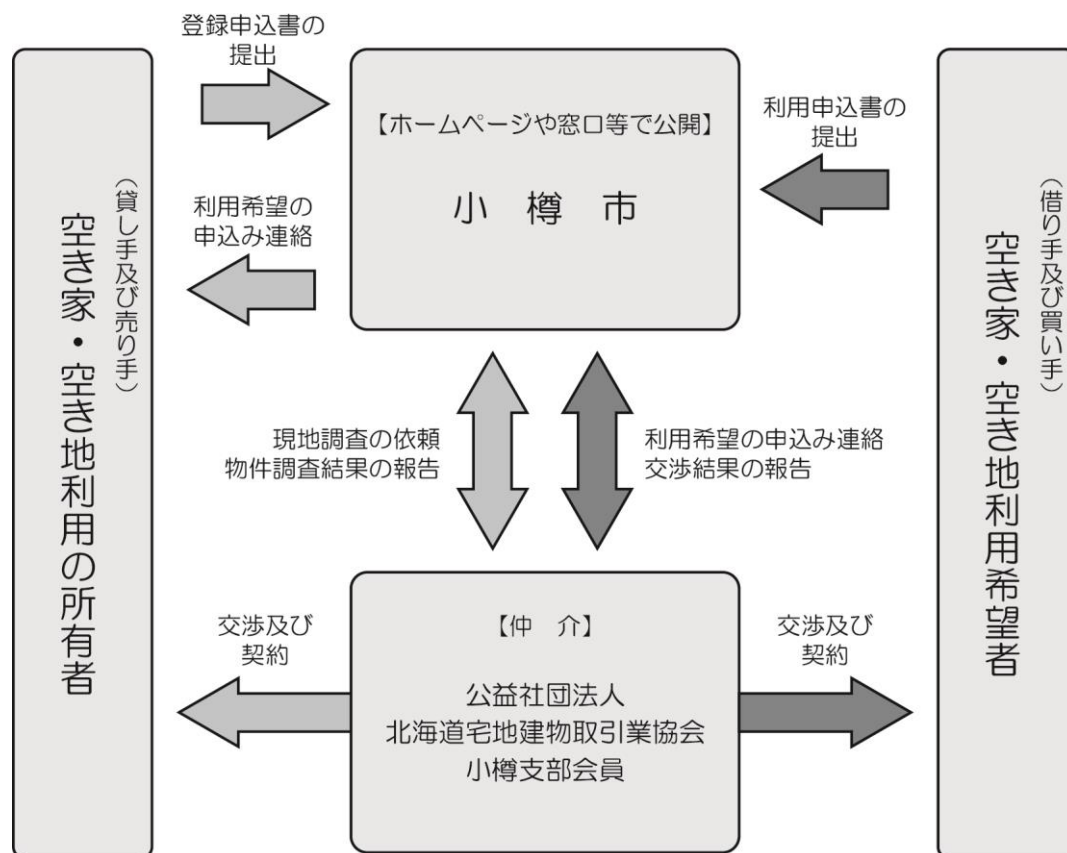 登録申込書の
提出
【ホームページや窓口等で公開】
小樽市
利用申込書の
提出
利用希望の
申込み連絡
(貸し手及び売り手)
空き家・空き地利用の所有者
(借り手及び買い手)
空き家・空き地利用希望者
現地調査の依頼
物件調査結果の報告
利用希望の申込み連絡
交渉結果の報告
交渉及び
契約
【仲 介】
公益社団法人
北海道宅地建物取引業協会
小樽支部会員
交渉及び
契約